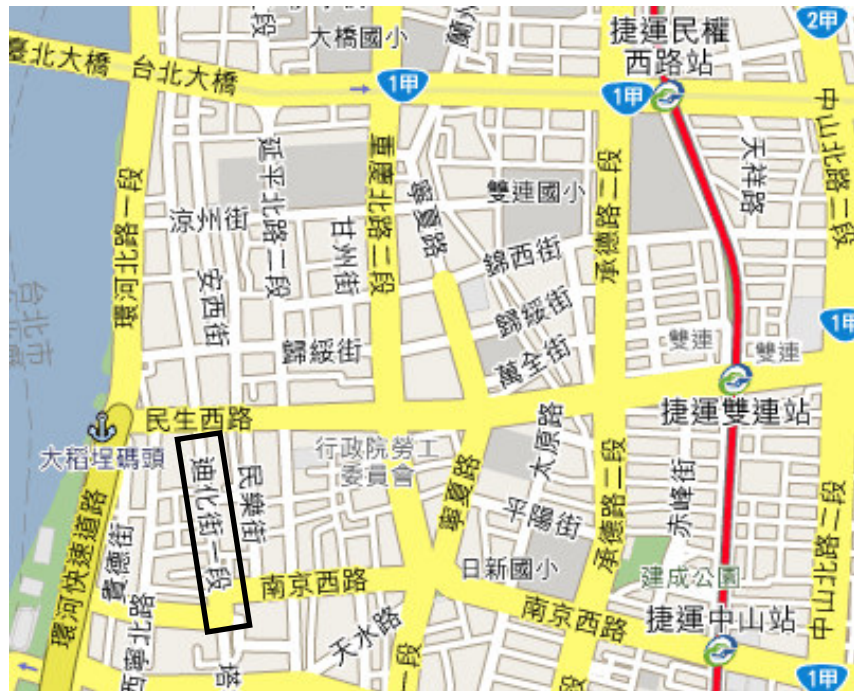 大橋國小
蘭州
捷運民權
西路站
2甲
臺北大橋
台北大橋
1甲
1甲
中山北路二段
環河北路一段
延平北路二段
重慶北路二段
寧夏路
雙連國小
承德路二段
天祥路
涼州街
甘州街
安西街
錦西街
歸綏街
歸綏街
萬全街
雙連
雙連
1甲
台北市
民生西路
捷運雙連站
大稻埕碼頭
迪化街一段
民樂街
行政院勞工
委員會
寧夏路
太原路
平陽街
承德路二段
赤峰街
中山北路二段
環河快速道路
貴德街
西寧北路
南京西路
日新國小
建成公園
南京西路
捷運中山站
天水路
一段
塔
1甲